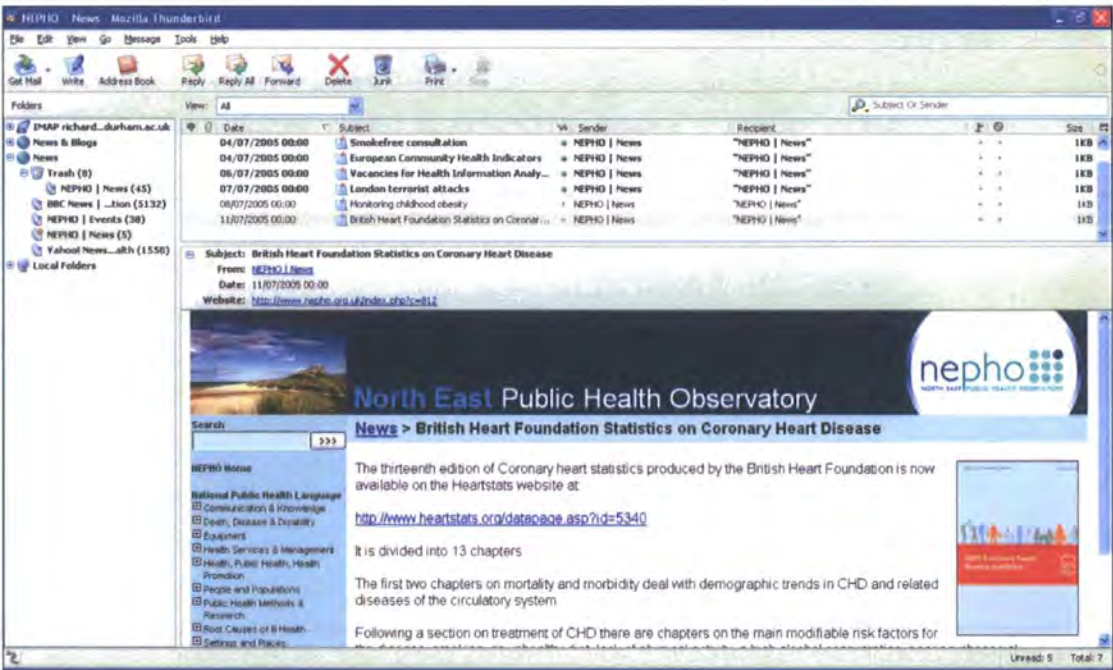 NEPHO News Mozilla Thunderbird
File Edit View Go Message Tools Help
Get Mail Write Address Book Reply Reply All Forward Delete Junk Print Stop
Folders View: All Subject Or Sender
IMAP richard...durham.ac.uk
News & Blogs
News
Trash (8)
NEPHO | News (45)
BBC News | ...tion (5132)
NEPHO | Events (38)
NEPHO | News (5)
Yahoo! News...alth (1558)
Local Folders
Date Subject Sender Recipient Size
04/07/2005 00:00 Smokefree consultation NEPHO | News "NEPHO | News" 1KB
04/07/2005 00:00 European Community Health Indicators NEPHO | News "NEPHO | News" 1KB
06/07/2005 00:00 Vacancies for Health Information Analy... NEPHO | News "NEPHO | News" 1KB
07/07/2005 00:00 London terrorist attacks NEPHO | News "NEPHO | News" 1KB
08/07/2005 00:00 Monitoring childhood obesity NEPHO | News "NEPHO | News" 1KB
11/07/2005 00:00 British Heart Foundation Statistics on Coronar... NEPHO | News "NEPHO | News" 1KB
Subject: British Heart Foundation Statistics on Coronary Heart Disease
From: NEPHO | News
Date: 11/07/2005 00:00
Website: http://www.nepho.org.uk/index.php?c=812
nepho
NORTH EAST PUBLIC HEALTH OBSERVATORY
North East Public Health Observatory
Search
>>>
NEPHO Home
National Public Health Language
Communication & Knowledge
Death, Disease & Disability
Equipment
Health Services & Management
Health, Public Health, Health
Promotion
People and Populations
Public Health Methods &
Research
Root Causes of Ill Health
Settings and Places
News > British Heart Foundation Statistics on Coronary Heart Disease
The thirteenth edition of Coronary heart statistics produced by the British Heart Foundation is now
available on the Heartstats website at
http://www.heartstats.org/datapage.asp?id=5340
It is divided into 13 chapters
The first two chapters on mortality and morbidity deal with demographic trends in CHD and related
diseases of the circulatory system
Following a section on treatment of CHD there are chapters on the main modifiable risk factors for
Unread: 5 Total: 7